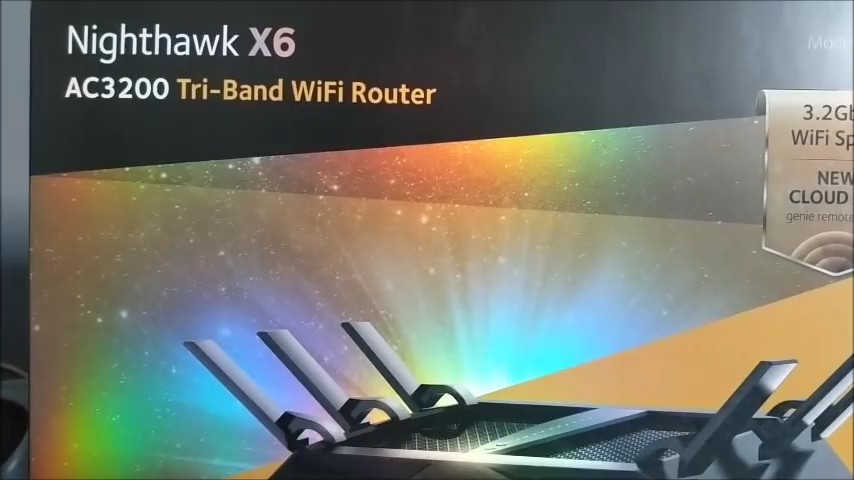 Nighthawk X6
AC3200 Tri-Band WiFi Router
3.2Gb
WiFi Sp
NEW
CLOUD
genie remote